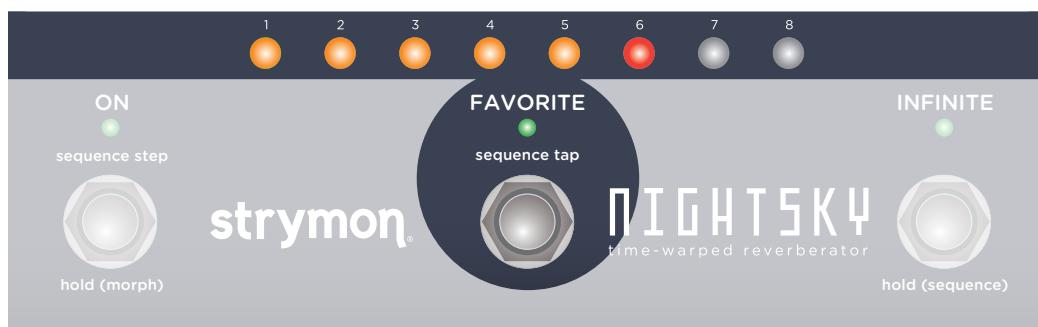 1 2 3 4 5 6 7 8
ON FAVORITE INFINITE
sequence step sequence tap
strymon® NIGHTSKY
time-warped reverberator
hold (morph) hold (sequence)